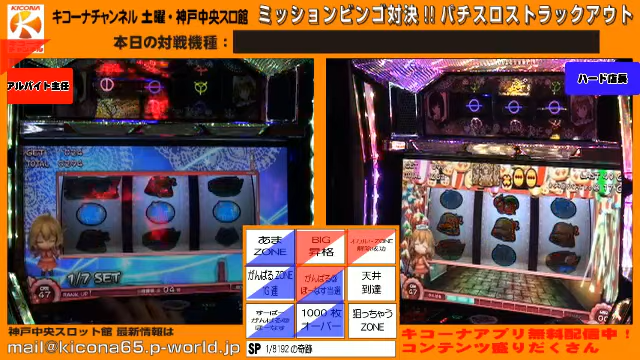 KICONA
キコーナチャンネル 土曜・神戸中央スロ館 ミッションビンゴ対決!! パチスロストラックアウト
本日の対戦機種：
アルバイト主任
ハード店長
1/7 SET
47
47
あま ZONE
BIG 昇格
がんばるZONE
天井 到達
1000 枚 オーバー
狙っちゃう ZONE
SP 1/8192の奇跡
神戸中央スロット館 最新情報は
mail@kicona65.p-world.jp
キコーナアプリ無料配信中！
コンテンツ盛りだくさん